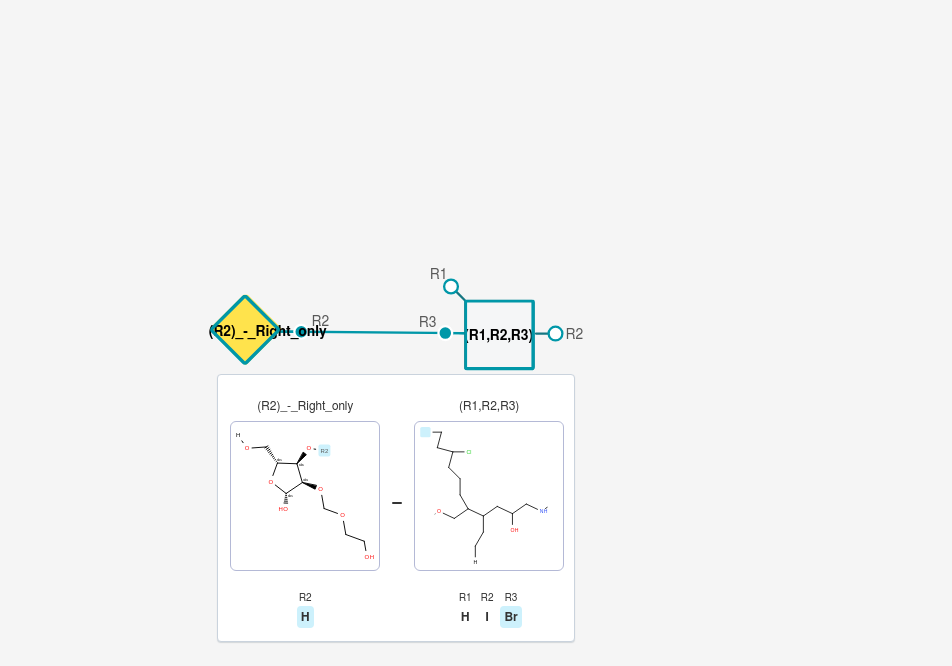 R1
R2
R3
(R2)_-_Right_only
(R1,R2,R3)
R2
(R2)_-_Right_only
(R1,R2,R3)
H
O
O
R2
O
O
HO
O
OH
–
Cl
O
OH
H
R2
H
R1 R2 R3
H I Br